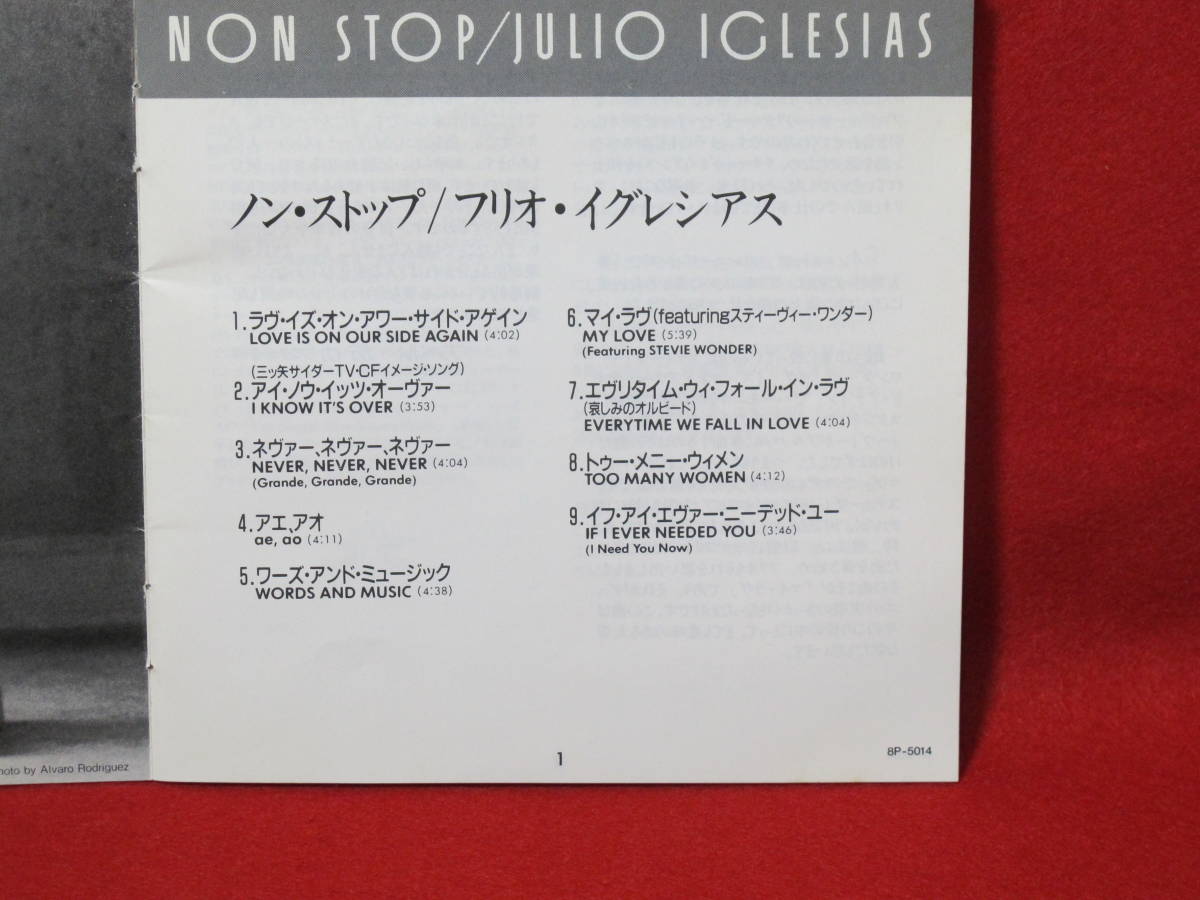 NON STOP/JULIO IGLESIAS
ノン・ストップ/フリオ・イグレシアス
1.ラヴ・イズ・オン・アワー・サイド・アゲイン
LOVE IS ON OUR SIDE AGAIN (4:02)
(三ッ矢サイダーTV・CFイメージ・ソング)
2.アイ・ノウ・イッツ・オーヴァー
I KNOW IT'S OVER (3:53)
3.ネヴァー、ネヴァー、ネヴァー
NEVER, NEVER, NEVER (4:04)
(Grande, Grande, Grande)
4.アエ、アオ
ae, ao (4:11)
5.ワーズ・アンド・ミュージック
WORDS AND MUSIC (4:38)
6.マイ・ラヴ(featuringスティーヴィー・ワンダー)
MY LOVE (5:39)
(Featuring STEVIE WONDER)
7.エヴリタイム・ウィ・フォール・イン・ラヴ
(哀しみのオルビード)
EVERYTIME WE FALL IN LOVE (4:04)
8.トゥー・メニー・ウィメン
TOO MANY WOMEN (4:12)
9.イフ・アイ・エヴァー・ニーデッド・ユー
IF I EVER NEEDED YOU (3:46)
(I Need You Now)
hoto by Alvaro Rodriguez
1
8P-5014